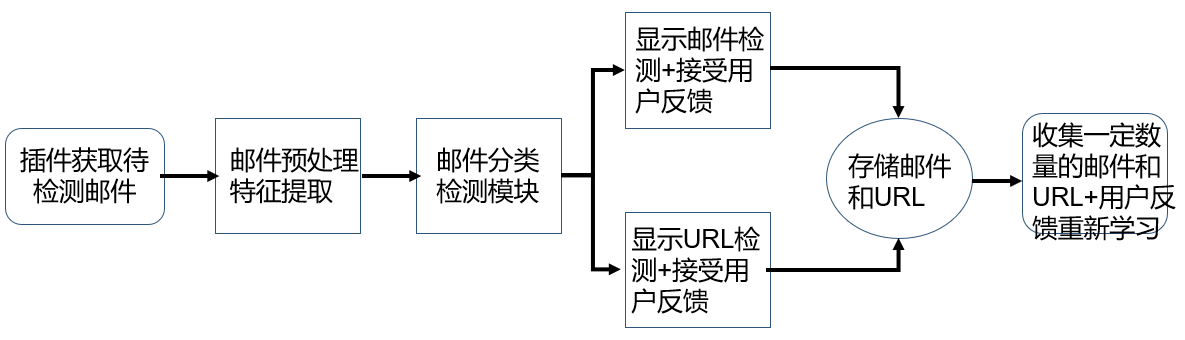 插件获取待
检测邮件
邮件预处理
特征提取
邮件分类
检测模块
显示邮件检
测+接受用
户反馈
显示URL检
测+接受用
户反馈
存储邮件
和URL
收集一定数
量的邮件和
URL+用户反
馈重新学习